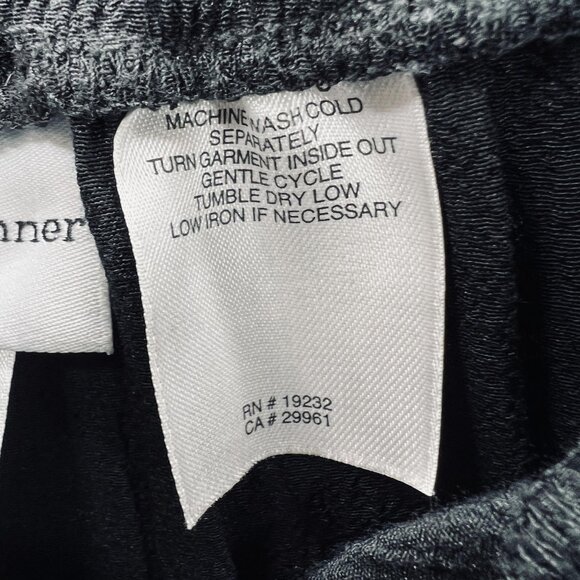 MACHINE WASH COLD
SEPARATELY
TURN GARMENT INSIDE OUT
GENTLE CYCLE
TUMBLE DRY LOW
LOW IRON IF NECESSARY
nner
RN # 19232
CA # 29961